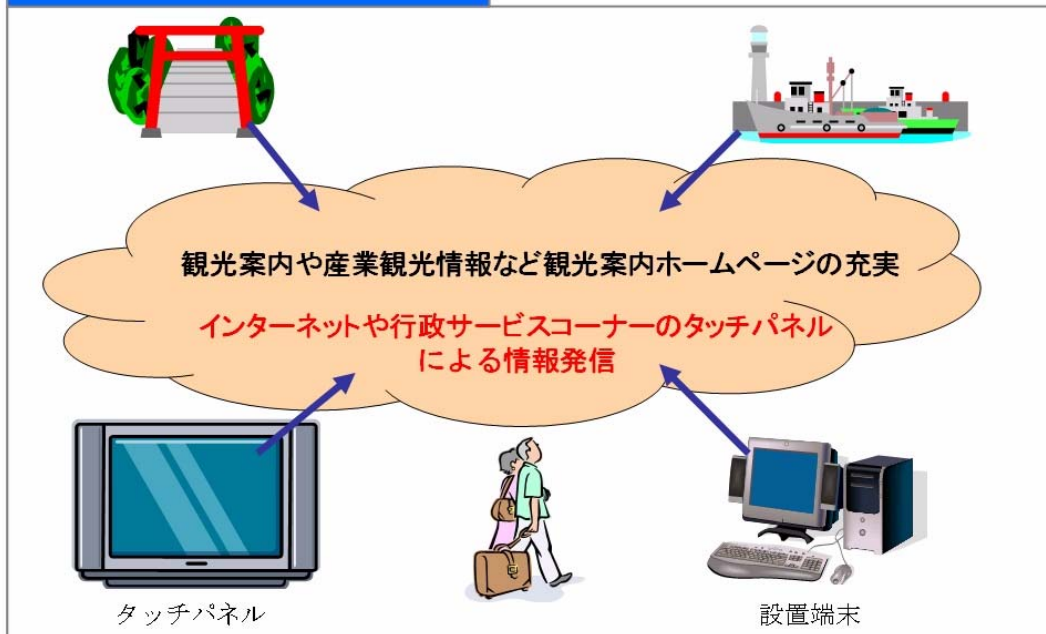 観光案内や産業観光情報など観光案内ホームページの充実
インターネットや行政サービスコーナーのタッチパネル
による情報発信
タッチパネル
設置端末